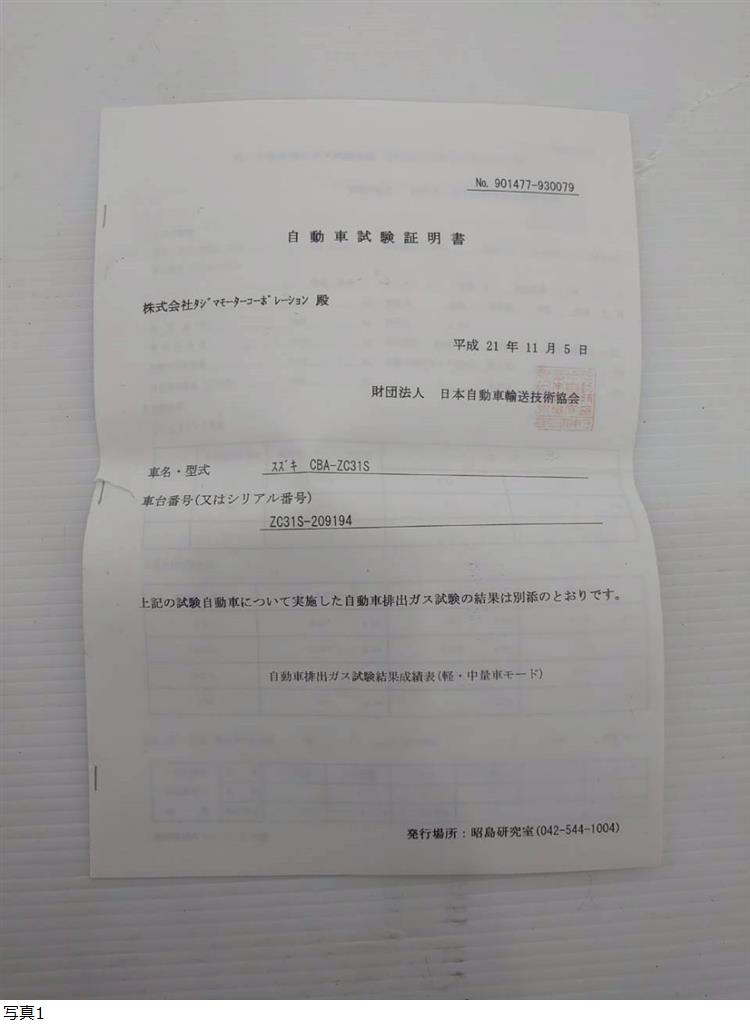 No. 901477-930079
自動車試験証明書
株式会社ﾀｼﾞﾏﾓｰﾀｰｺｰﾎﾟﾚｰｼｮﾝ 殿
平成 21 年 11 月 5 日
財団法人 日本自動車輸送技術協会
車名・型式 ｽｽﾞｷ CBA-ZC31S
車台番号(又はシリアル番号)
ZC31S-209194
上記の試験自動車について実施した自動車排出ガス試験の結果は別添のとおりです。
自動車排出ガス試験結果成績表(軽・中量車モード)
発行場所：昭島研究室(042-544-1004)
写真1